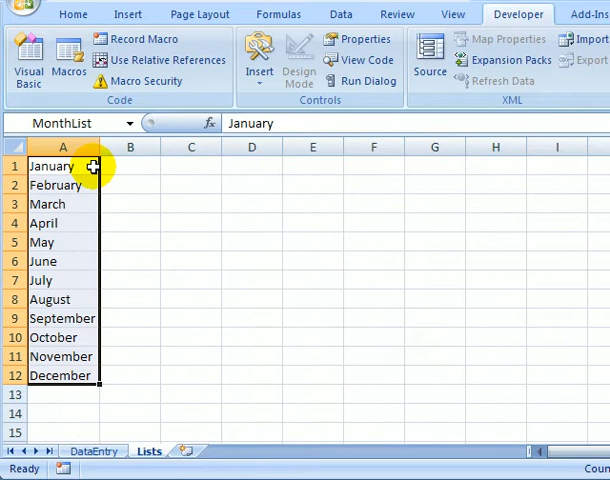 Home Insert Page Layout Formulas Data Review View Developer Add-Ins
Visual Basic Macros Record Macro Use Relative References Macro Security Insert Design Mode Properties View Code Run Dialog Source Map Properties Expansion Packs Refresh Data Import Export
Code Controls XML
MonthList fx January
A B C D E F G H I
1 January
2 February
3 March
4 April
5 May
6 June
7 July
8 August
9 September
10 October
11 November
12 December
13
14
15
DataEntry Lists
Ready Coun